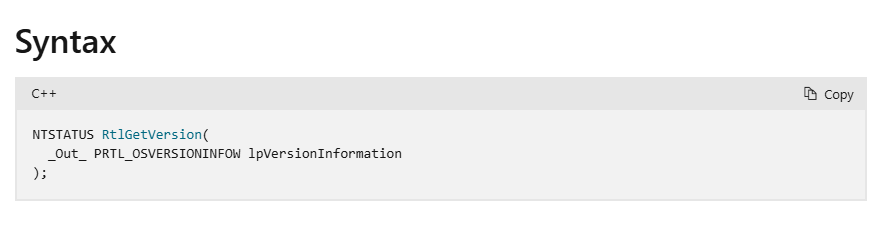 Syntax
C++
Copy
NTSTATUS RtlGetVersion(
  _Out_ PRTL_OSVERSIONINFOW lpVersionInformation
);